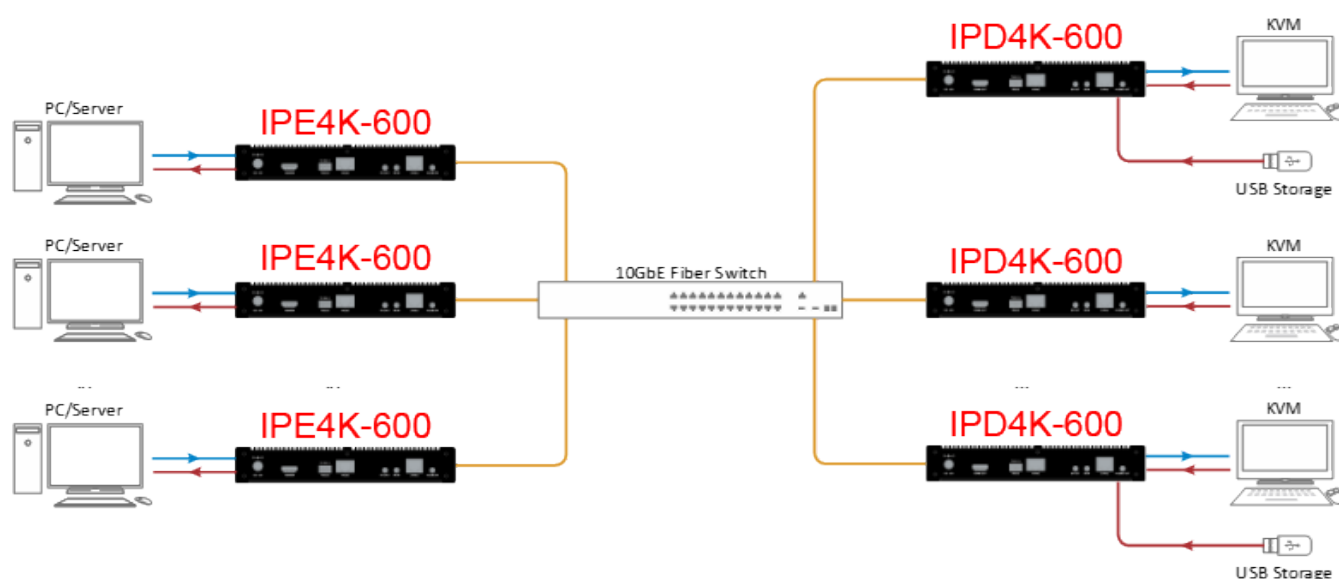 KVM
IPD4K-600
PC/Server
IPE4K-600
USB Storage
PC/Server
IPE4K-600
KVM
IPD4K-600
10GbE Fiber Switch
...
...
...
...
PC/Server
IPE4K-600
KVM
IPD4K-600
USB Storage